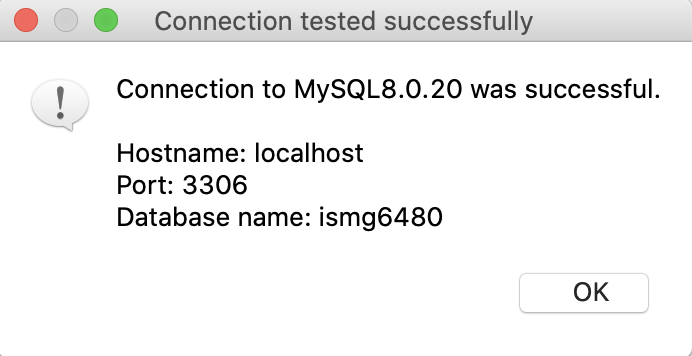 Connection tested successfully
Connection to MySQL8.0.20 was successful.
Hostname: localhost
Port: 3306
Database name: ismg6480
OK